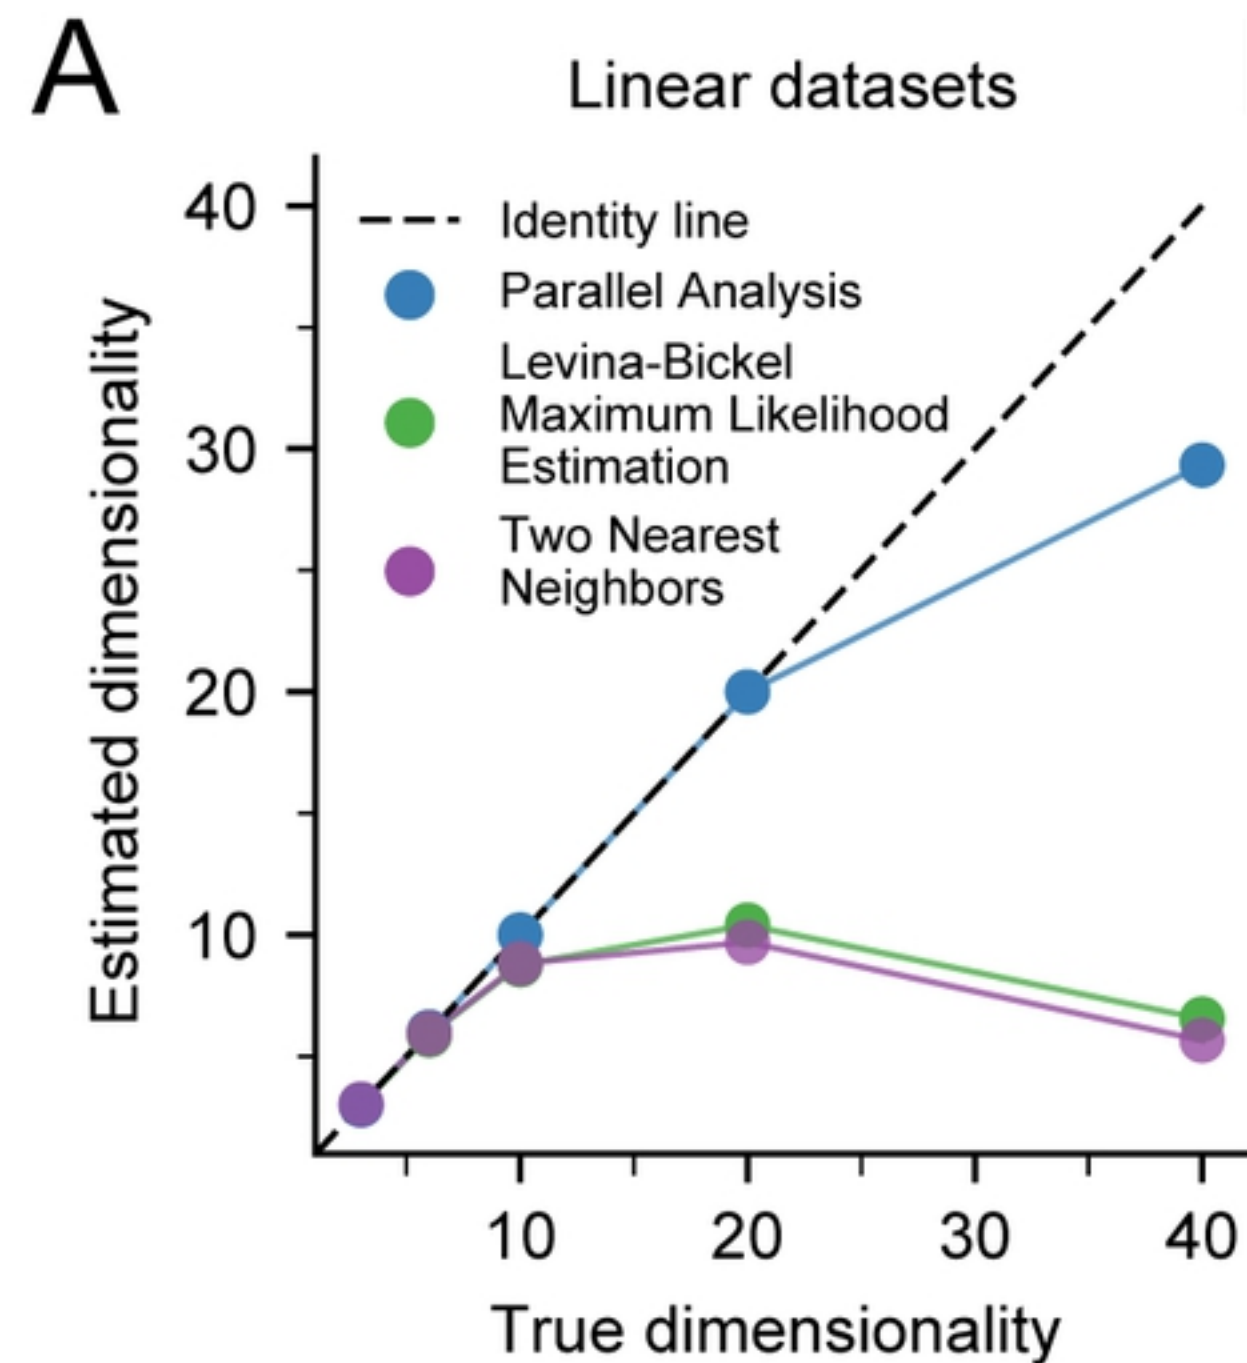 A
Linear datasets
40
30
20
10
Estimated dimensionality
Identity line
Parallel Analysis
Levina-Bickel
Maximum Likelihood
Estimation
Two Nearest
Neighbors
10 20 30 40
True dimensionality